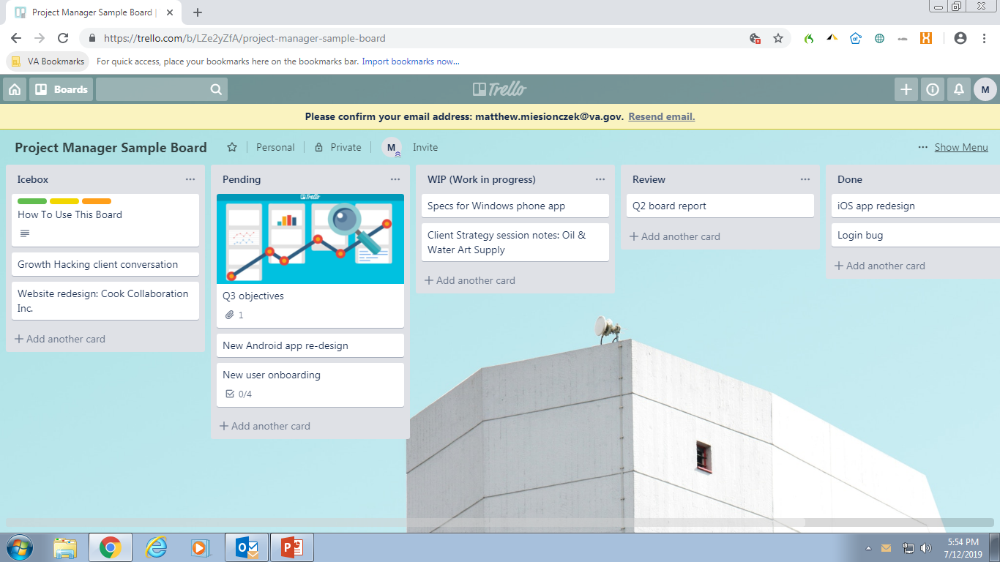 Project Manager Sample Board |
https://trello.com/b/LZe2yZfA/project-manager-sample-board
VA Bookmarks For quick access, place your bookmarks here on the bookmarks bar. Import bookmarks now...
Boards Trello M
Please confirm your email address: matthew.miesionczek@va.gov. Resend email.
Project Manager Sample Board Personal Private M Invite ... Show Menu
Icebox
How To Use This Board
Growth Hacking client conversation
Website redesign: Cook Collaboration
Inc.
+ Add another card
Pending
Trello
Q3 objectives
1
New Android app re-design
New user onboarding
0/4
+ Add another card
WIP (Work in progress)
Specs for Windows phone app
Client Strategy session notes: Oil &
Water Art Supply
+ Add another card
Review
Q2 board report
+ Add another card
Done
iOS app redesign
Login bug
+ Add another card
5:54 PM
7/12/2019